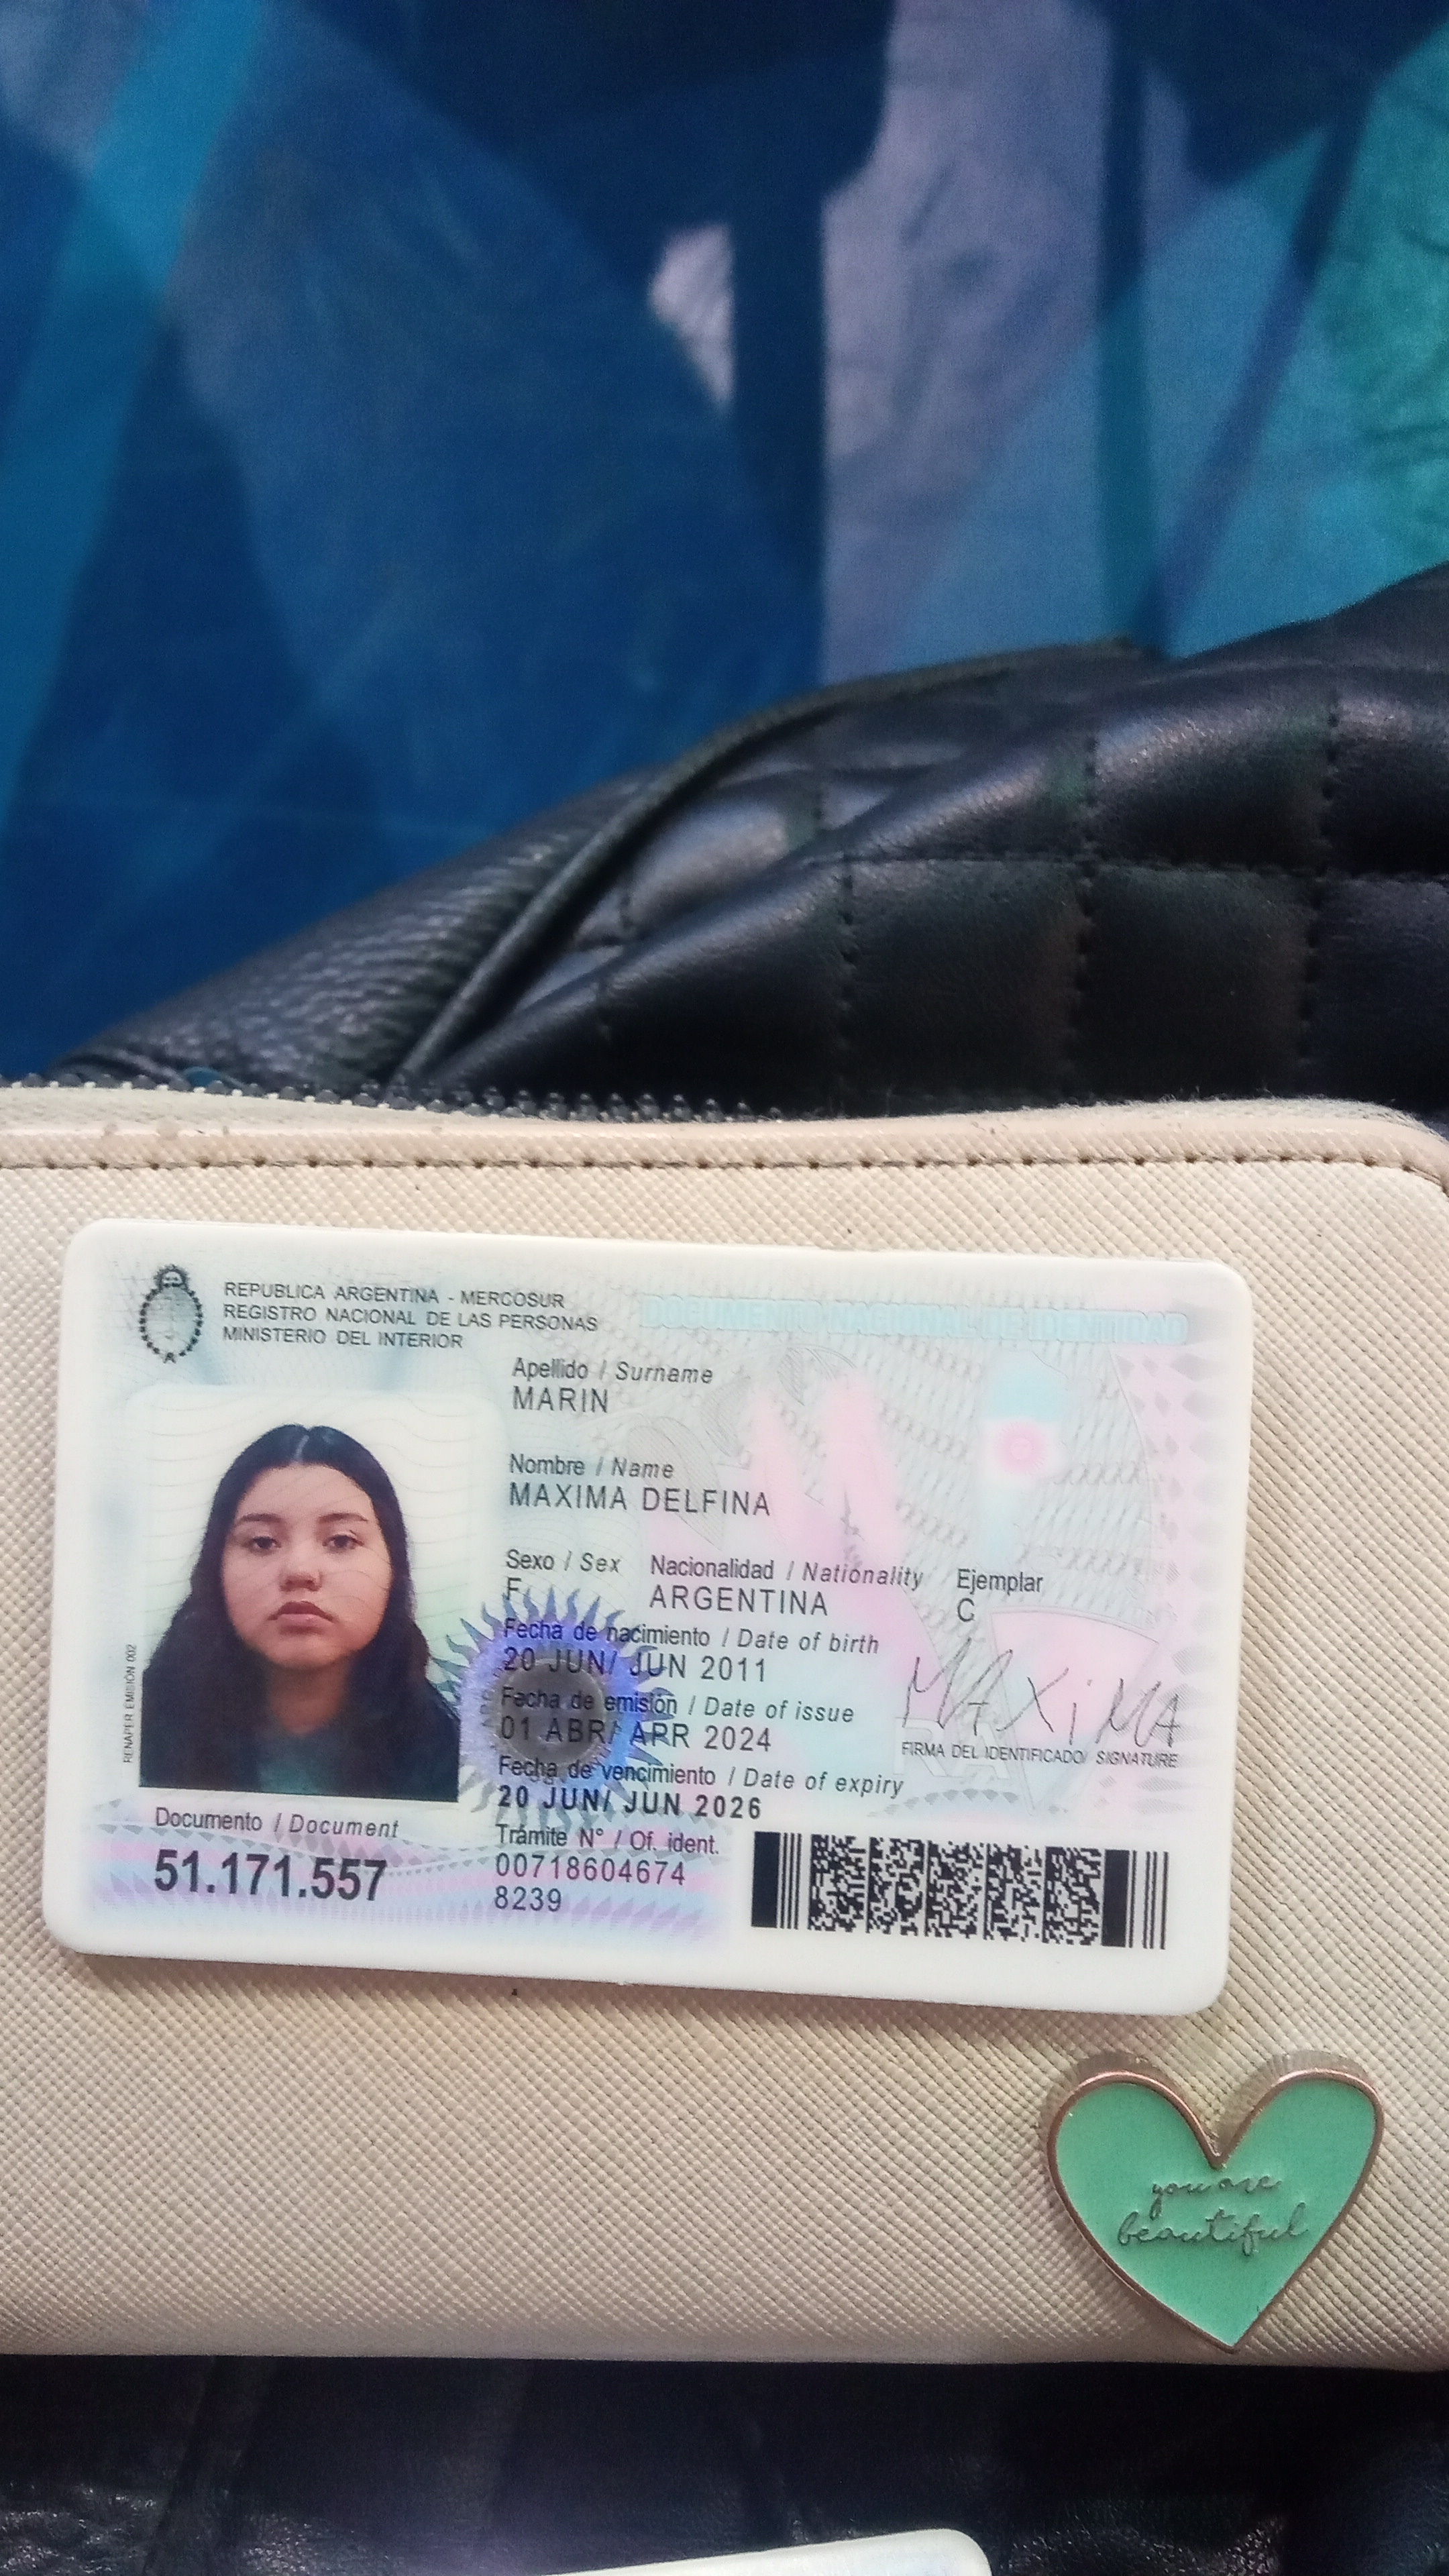 REPUBLICA ARGENTINA - MERCOSUR
REGISTRO NACIONAL DE LAS PERSONAS
MINISTERIO DEL INTERIOR
DOCUMENTO NACIONAL DE IDENTIDAD
Apellido / Surname
MARIN
Nombre / Name
MAXIMA DELFINA
Sexo / Sex Nacionalidad / Nationality Ejemplar
F ARGENTINA C
Fecha de nacimiento / Date of birth
20 JUN/ JUN 2011
Fecha de emisión / Date of issue
01 ABR/ APR 2024
MAXiMA
FIRMA DEL IDENTIFICADO/ SIGNATURE
Fecha de vencimiento / Date of expiry
20 JUN/ JUN 2026
RENAPER EMISIÓN 002
Documento / Document
51.171.557
Trámite N° / Of. ident.
00718604674
8239
you are
beautiful